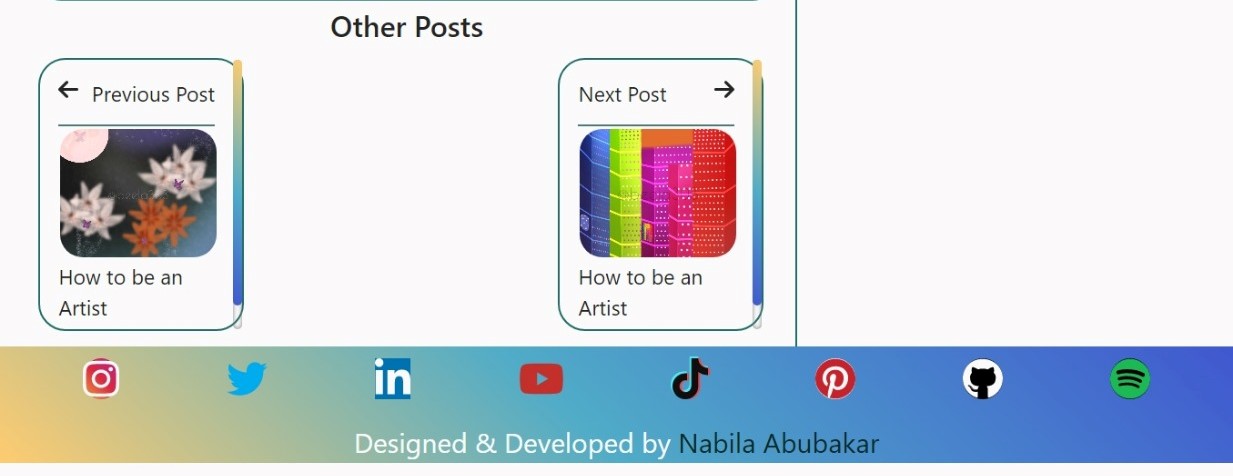 Other Posts
Previous Post
Next Post
How to be an
Artist
How to be an
Artist
in
Designed & Developed by Nabila Abubakar